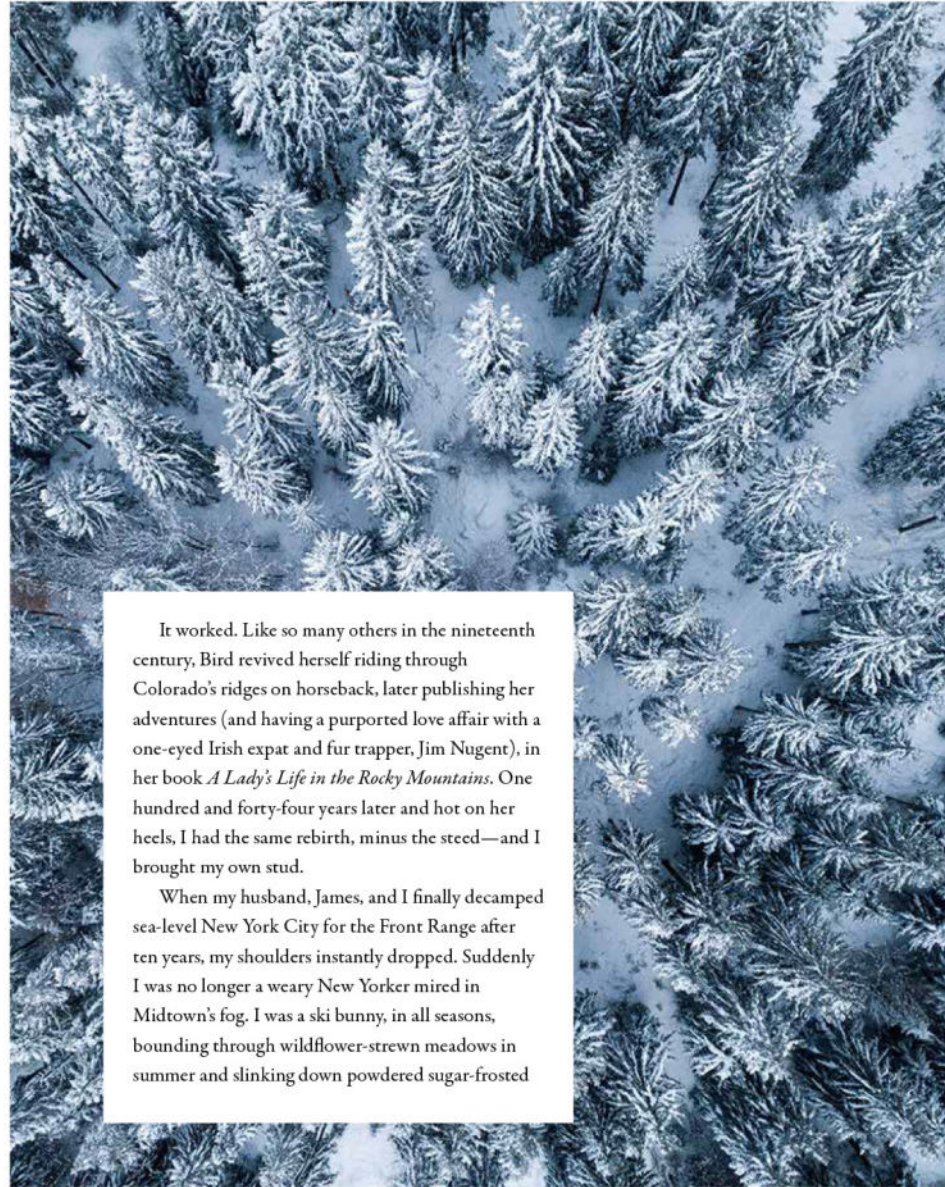 It worked. Like so many others in the nineteenth
century, Bird revived herself riding through
Colorado’s ridges on horseback, later publishing her
adventures (and having a purported love affair with a
one-eyed Irish expat and fur trapper, Jim Nugent), in
her book A Lady’s Life in the Rocky Mountains. One
hundred and forty-four years later and hot on her
heels, I had the same rebirth, minus the steed—and I
brought my own stud.
When my husband, James, and I finally decamped
sea-level New York City for the Front Range after
ten years, my shoulders instantly dropped. Suddenly
I was no longer a weary New Yorker mired in
Midtown’s fog. I was a ski bunny, in all seasons,
bounding through wildflower-strewn meadows in
summer and slinking down powdered sugar-frosted